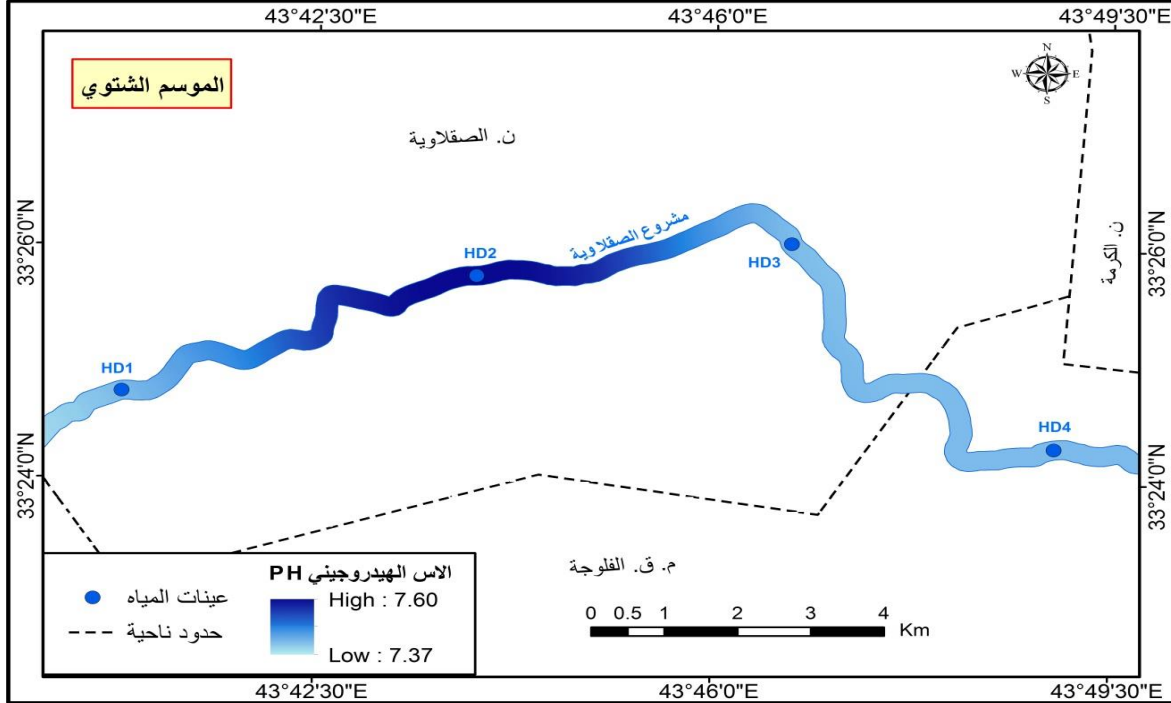 43°42'30"E
43°46'0"E
43°49'30"E
الموسم الشتوي
N
W
E
S
ن. الصقلاوية
ن. الكرمة
33°26'0"N
33°26'0"N
مشروع الصقلاوية
HD2
HD3
HD1
HD4
33°24'0"N
33°24'0"N
م. ق. الفلوجة
الاس الهيدروجيني PH
High : 7.60
Low : 7.37
عينات المياه
حدود ناحية
0 0.5 1 2 3 4
Km
43°42'30"E
43°46'0"E
43°49'30"E